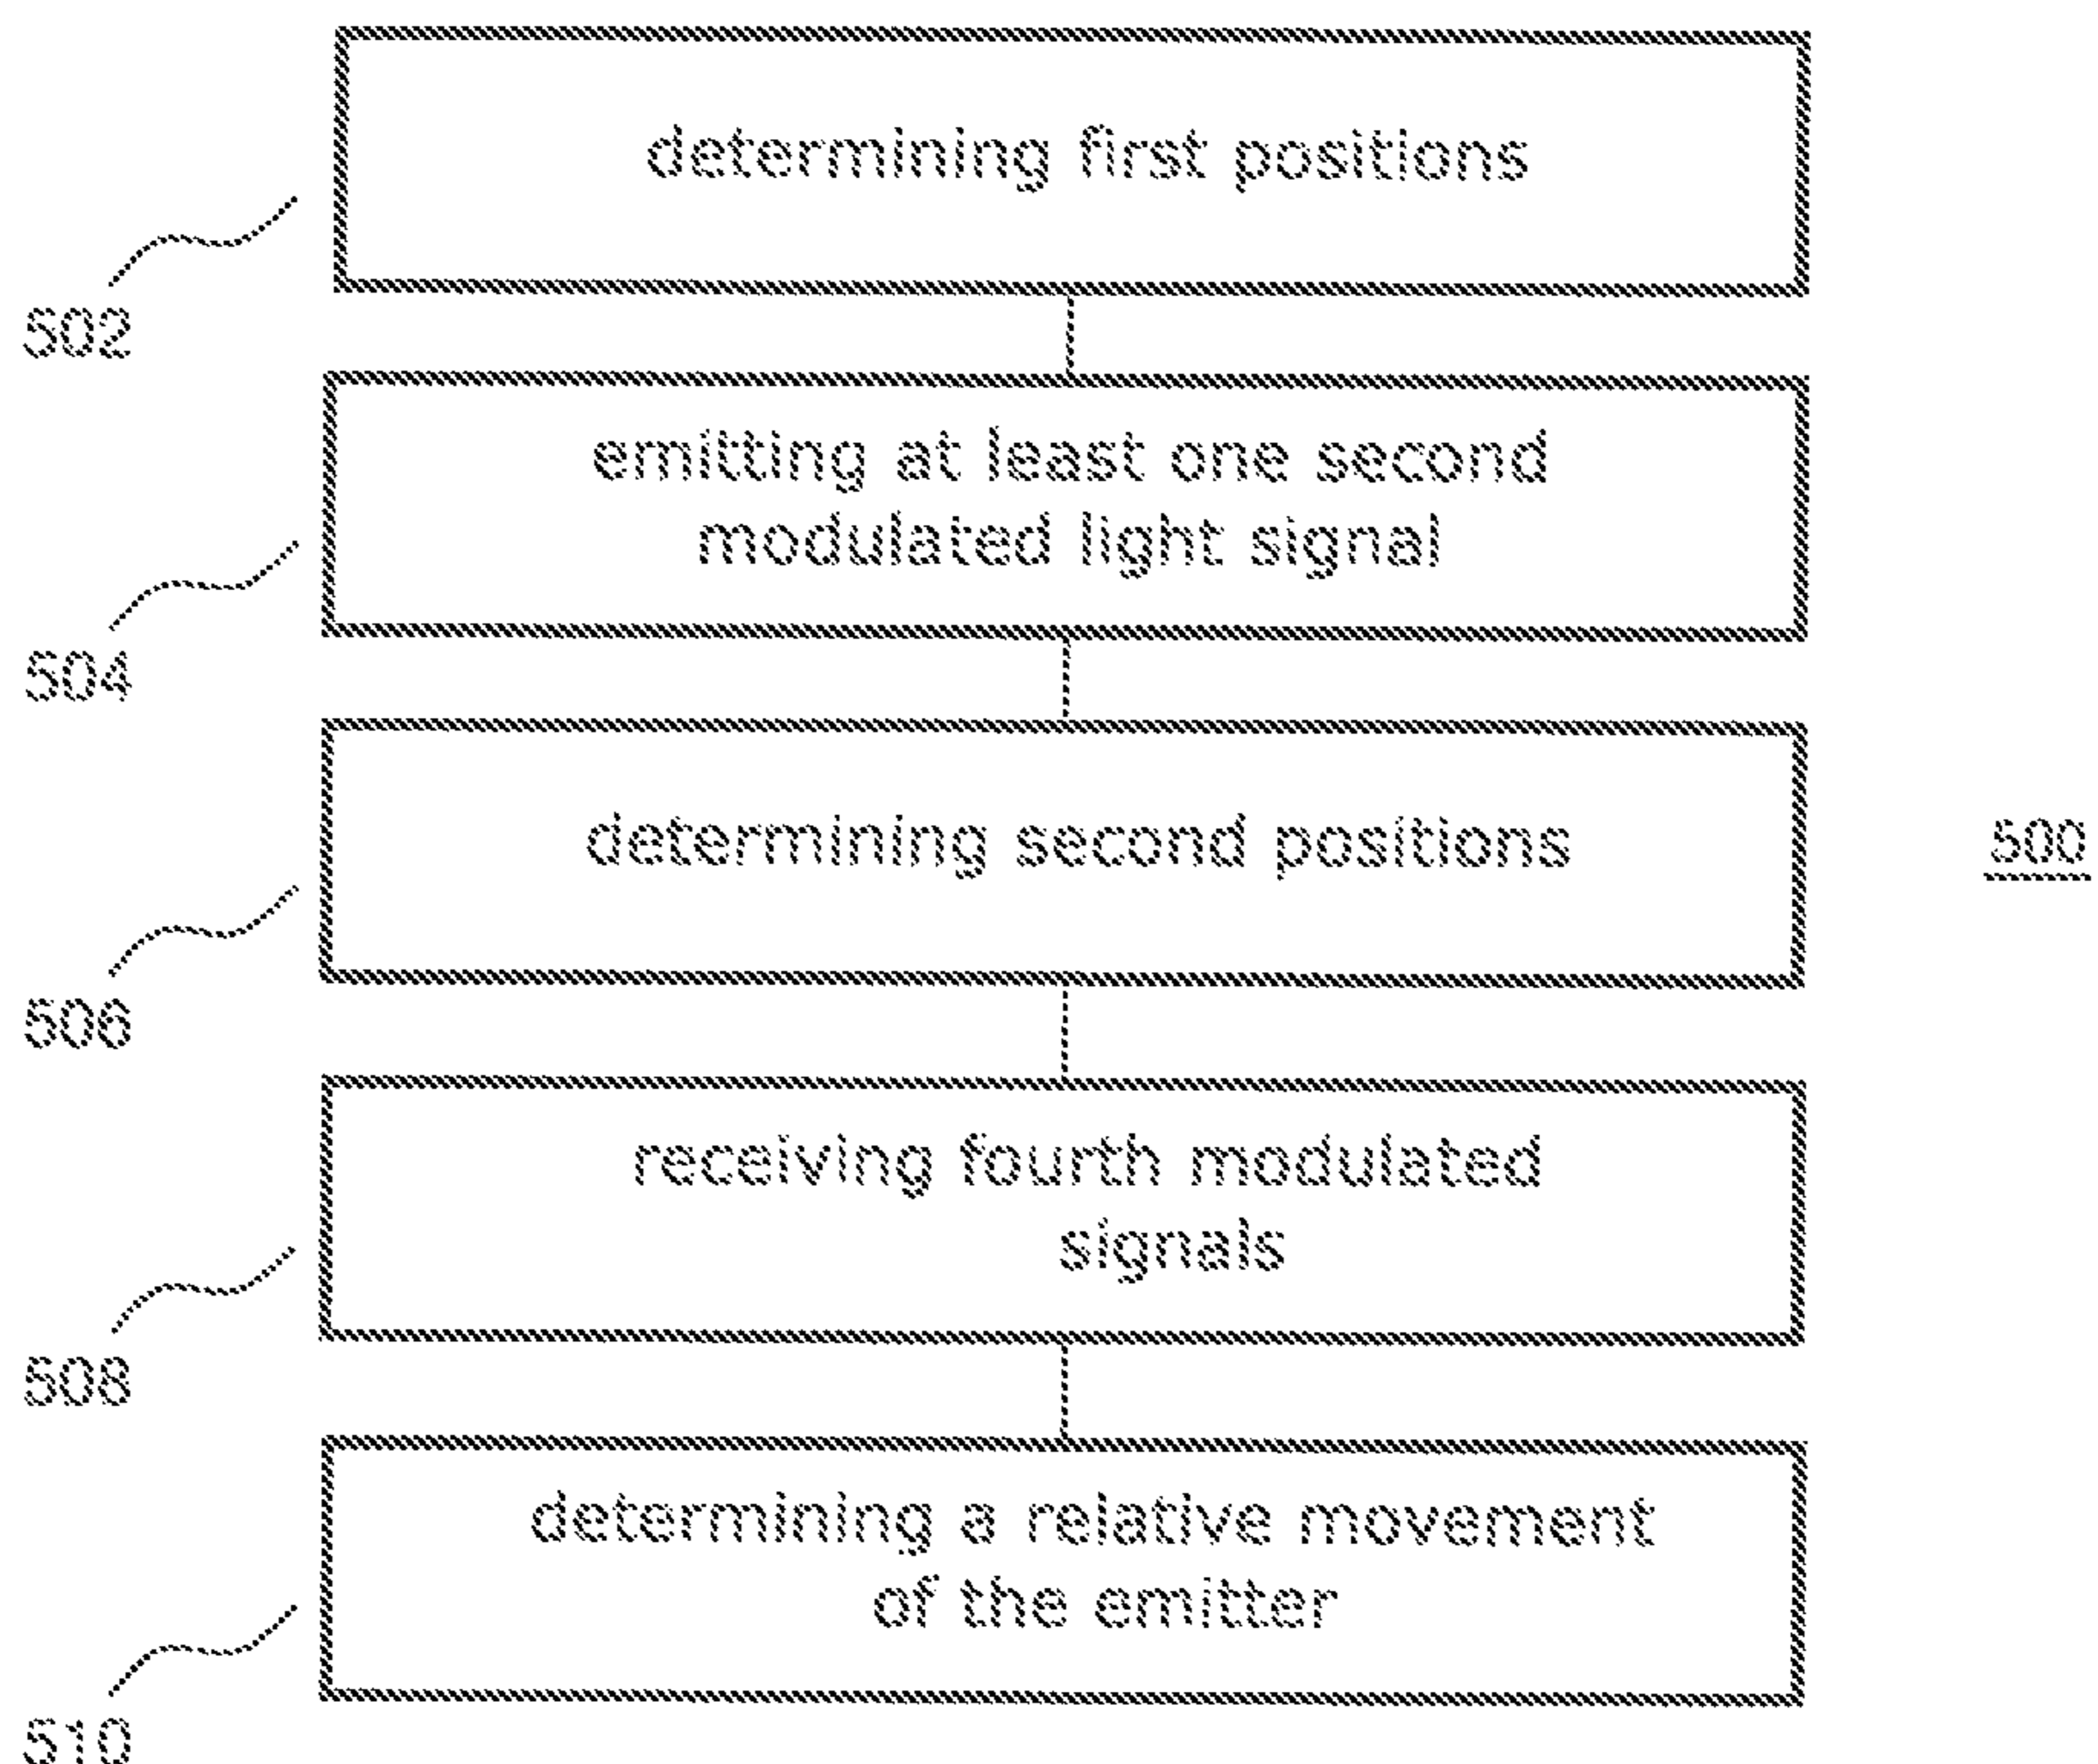 determining first positions
502
emitting at least one second
modulated light signal
504
determining second positions
500
506
receiving fourth modulated
signals
508
determining a relative movement
of the emitter
510